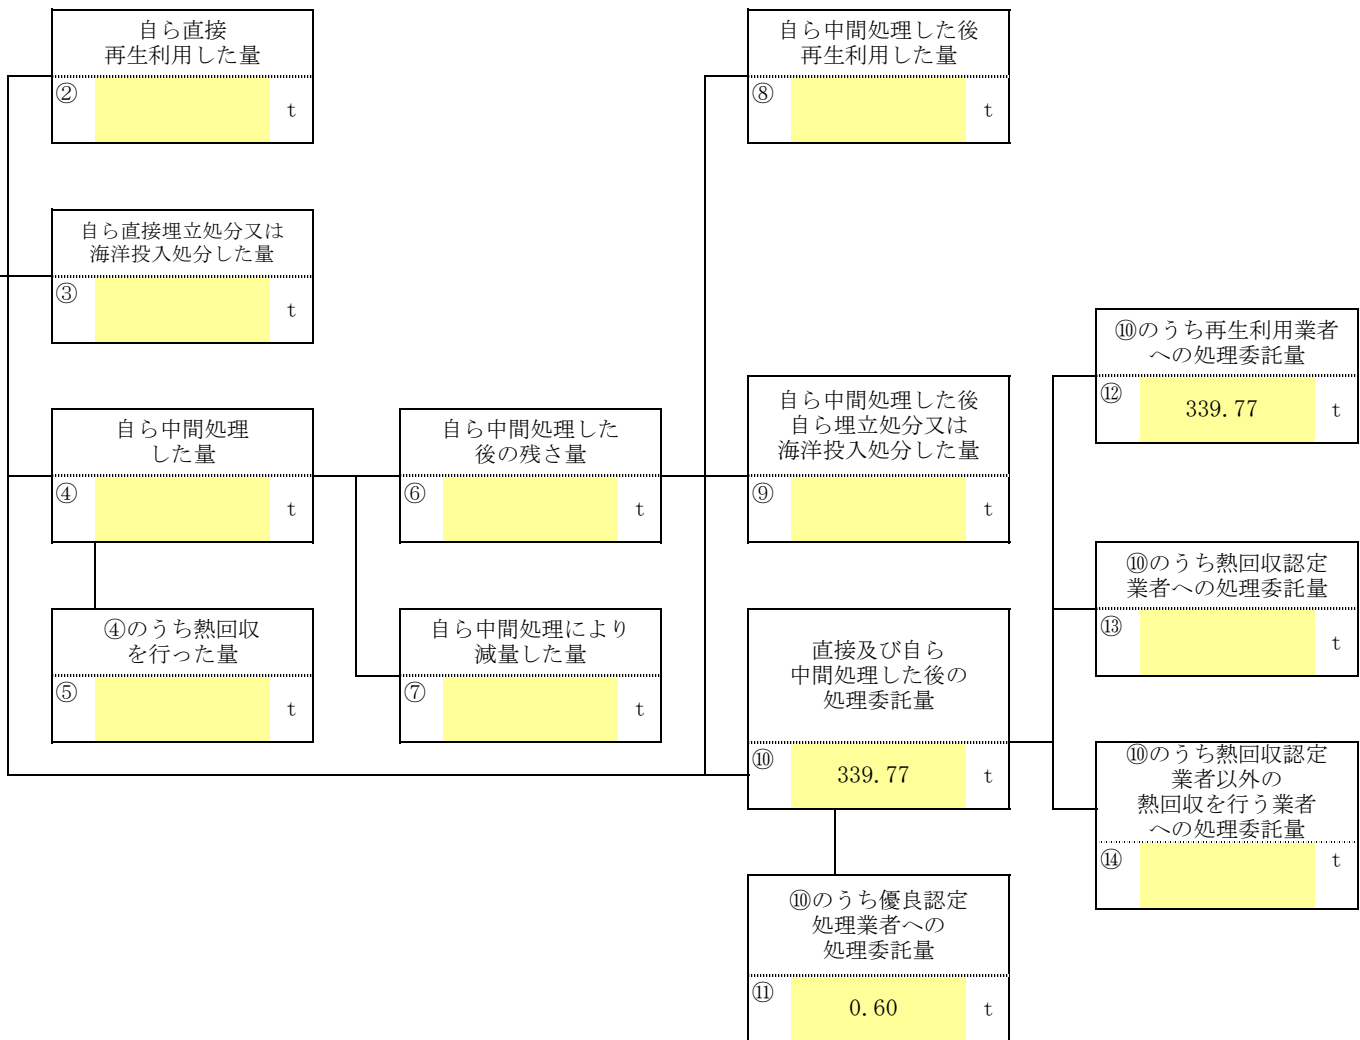 自ら直接
再生利用した量
②
t
自ら中間処理した後
再生利用した量
⑧
t
自ら直接埋立処分又は
海洋投入処分した量
③
t
⑩のうち再生利用業者
への処理委託量
⑫
339.77 t
自ら中間処理
した量
④
t
自ら中間処理した
後の残さ量
⑥
t
自ら中間処理した後
自ら埋立処分又は
海洋投入処分した量
⑨
t
⑩のうち熱回収認定
業者への処理委託量
⑬
t
④のうち熱回収
を行った量
⑤
t
自ら中間処理により
減量した量
⑦
t
直接及び自ら
中間処理した後の
処理委託量
⑩
339.77 t
⑩のうち熱回収認定
業者以外の
熱回収を行う業者
への処理委託量
⑭
t
⑩のうち優良認定
処理業者への
処理委託量
⑪
0.60 t